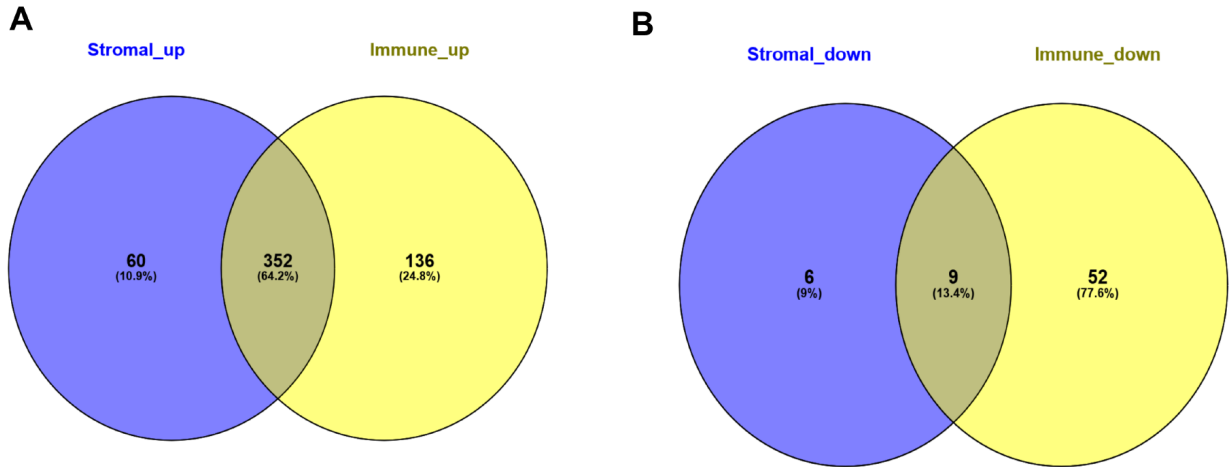 A
Stromal_up
Immune_up
60
(10.9%)
352
(64.2%)
136
(24.8%)
B
Stromal_down
Immune_down
6
(9%)
9
(13.4%)
52
(77.6%)